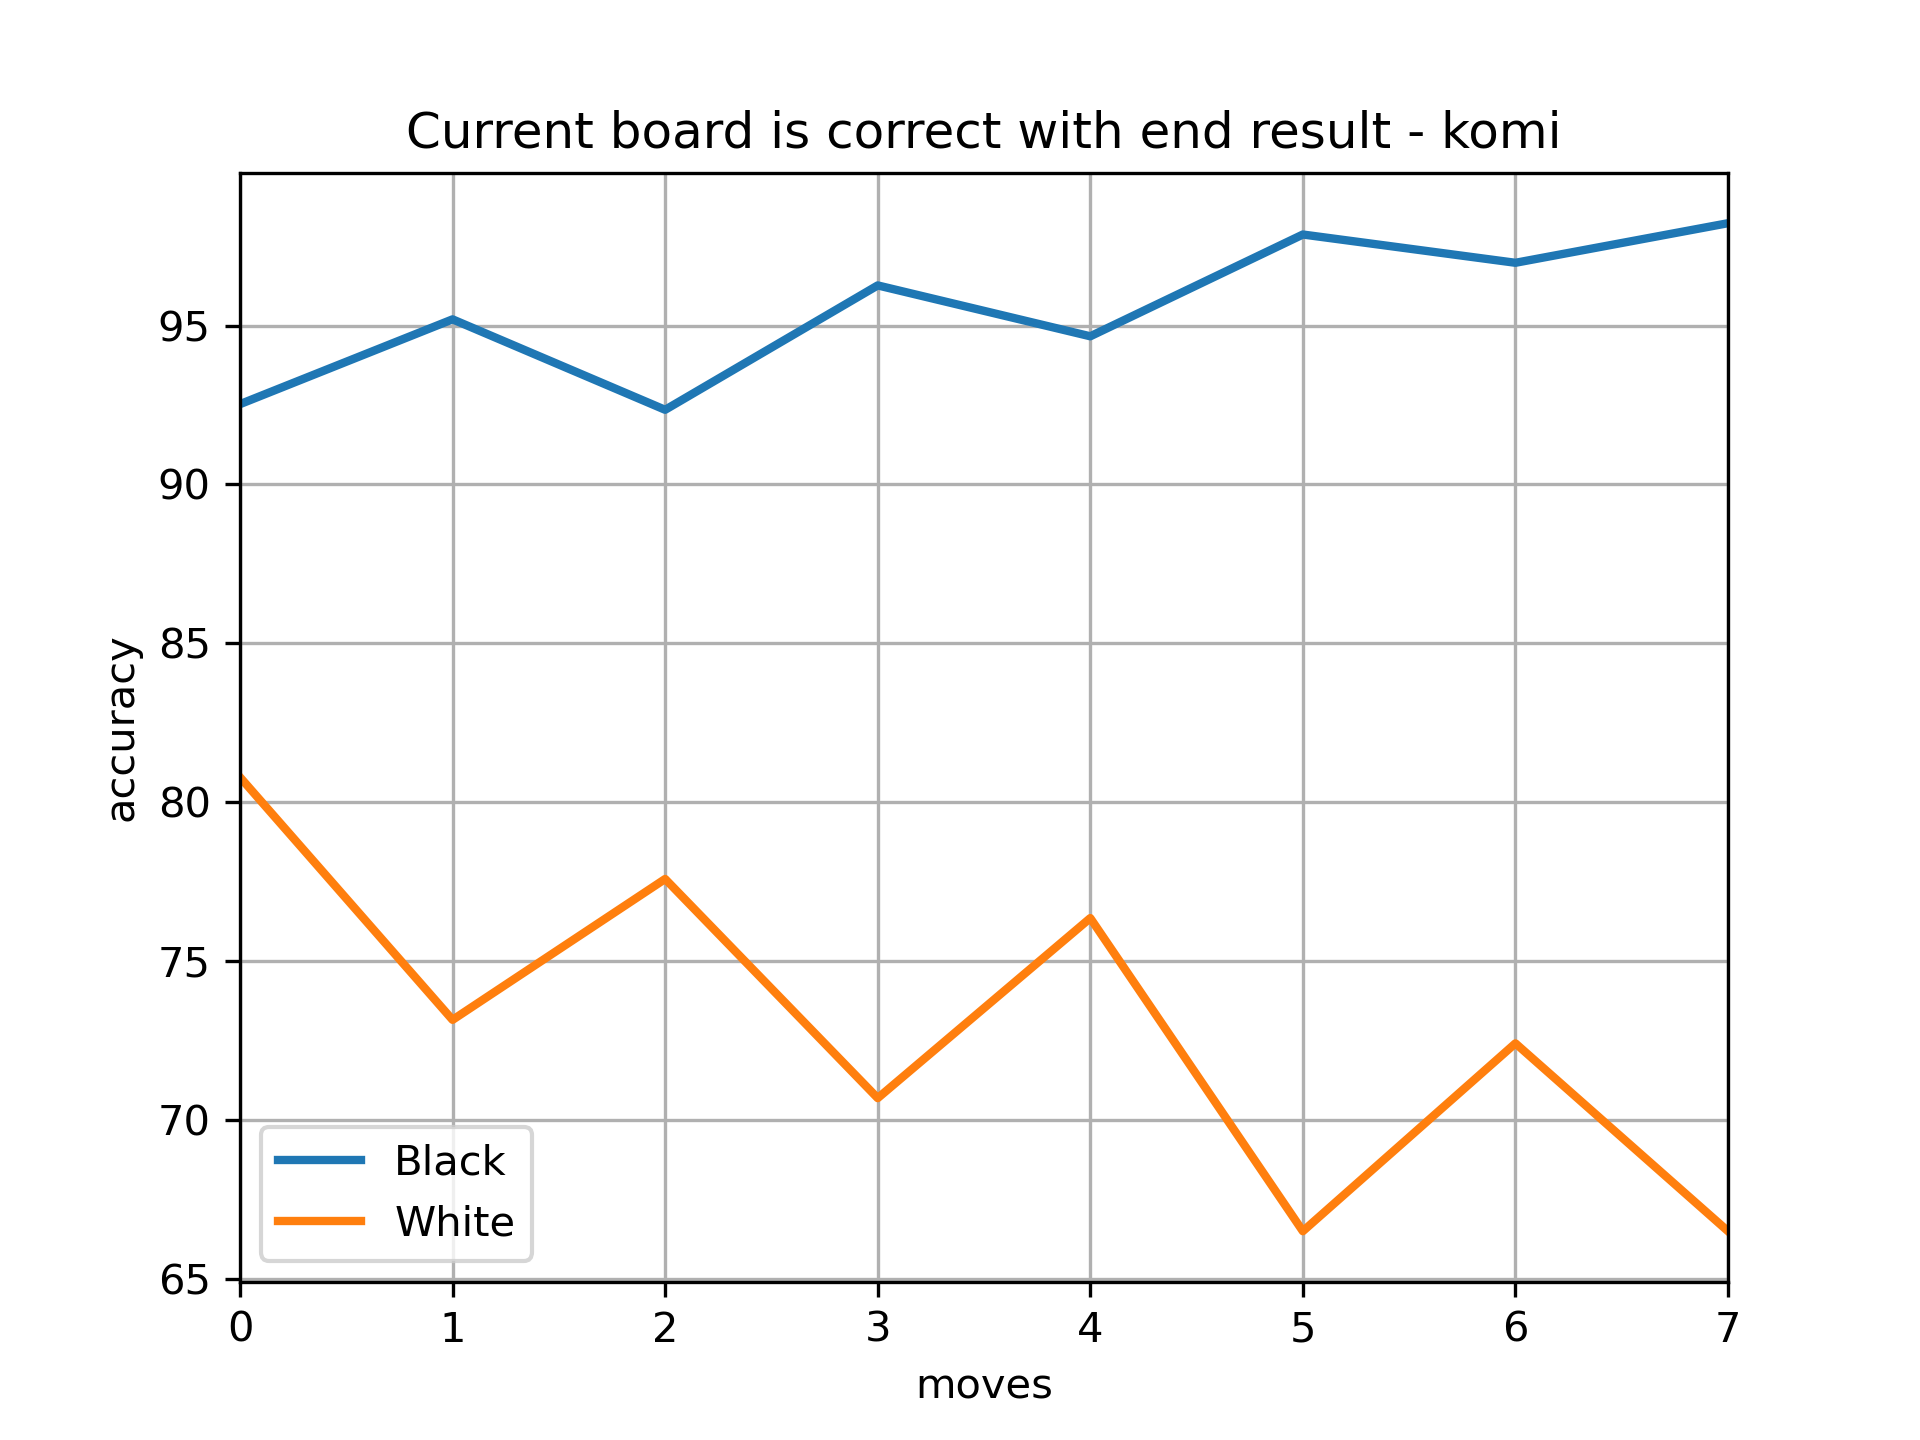 Current board is correct with end result - komi
accuracy
95
90
85
80
75
70
65
Black
White
0 1 2 3 4 5 6 7
moves